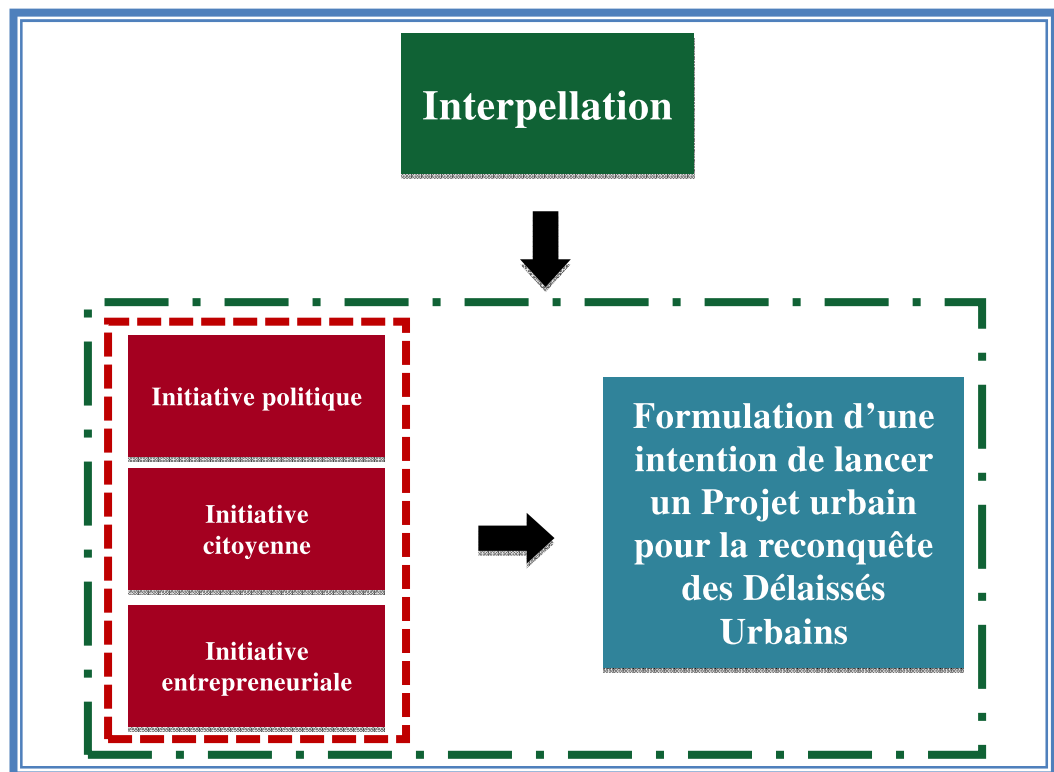 Interpellation
Initiative politique
Initiative
citoyenne
Initiative
entrepreneuriale
Formulation d’une
intention de lancer
un Projet urbain
pour la reconquête
des Délaissés
Urbains